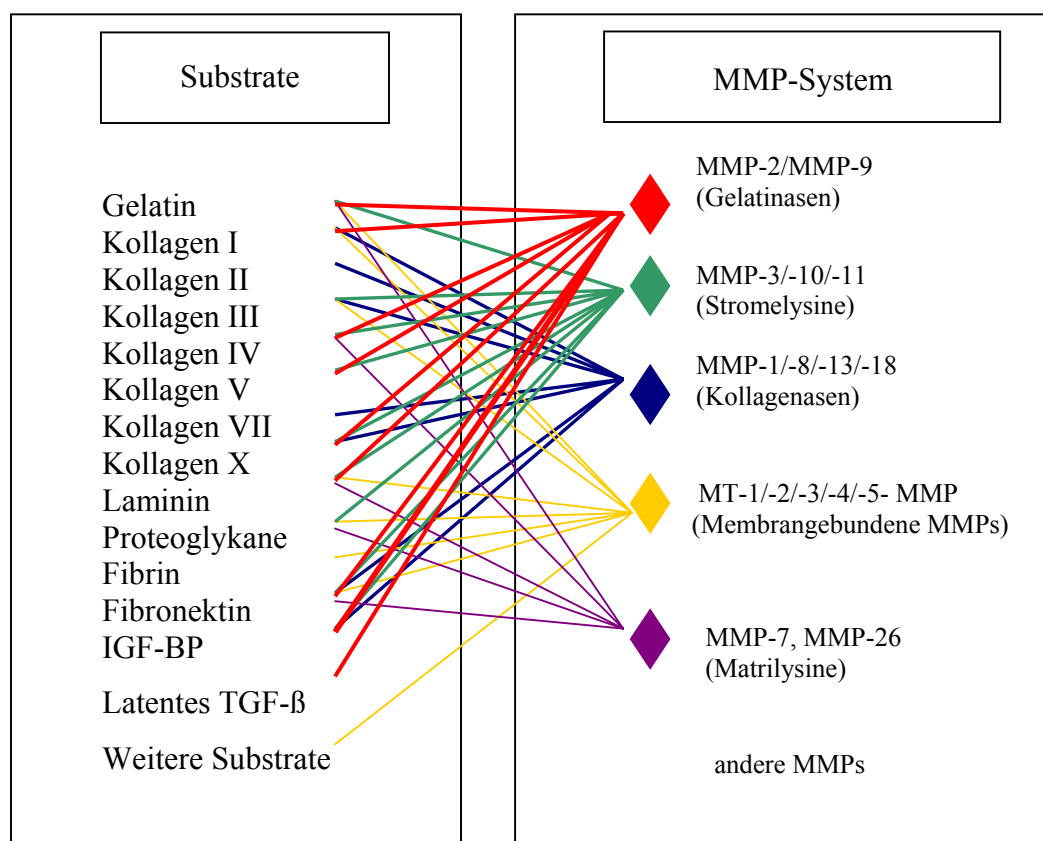 Substrate
MMP-System
Gelatin
Kollagen I
Kollagen II
Kollagen III
Kollagen IV
Kollagen V
Kollagen VII
Kollagen X
Laminin
Proteoglykane
Fibrin
Fibronektin
IGF-BP
Latentes TGF-ß
Weitere Substrate
MMP-2/MMP-9
(Gelatinasen)
MMP-3/-10/-11
(Stromelysine)
MMP-1/-8/-13/-18
(Kollagenasen)
MT-1/-2/-3/-4/-5- MMP
(Membrangebundene MMPs)
MMP-7, MMP-26
(Matrilysine)
andere MMPs